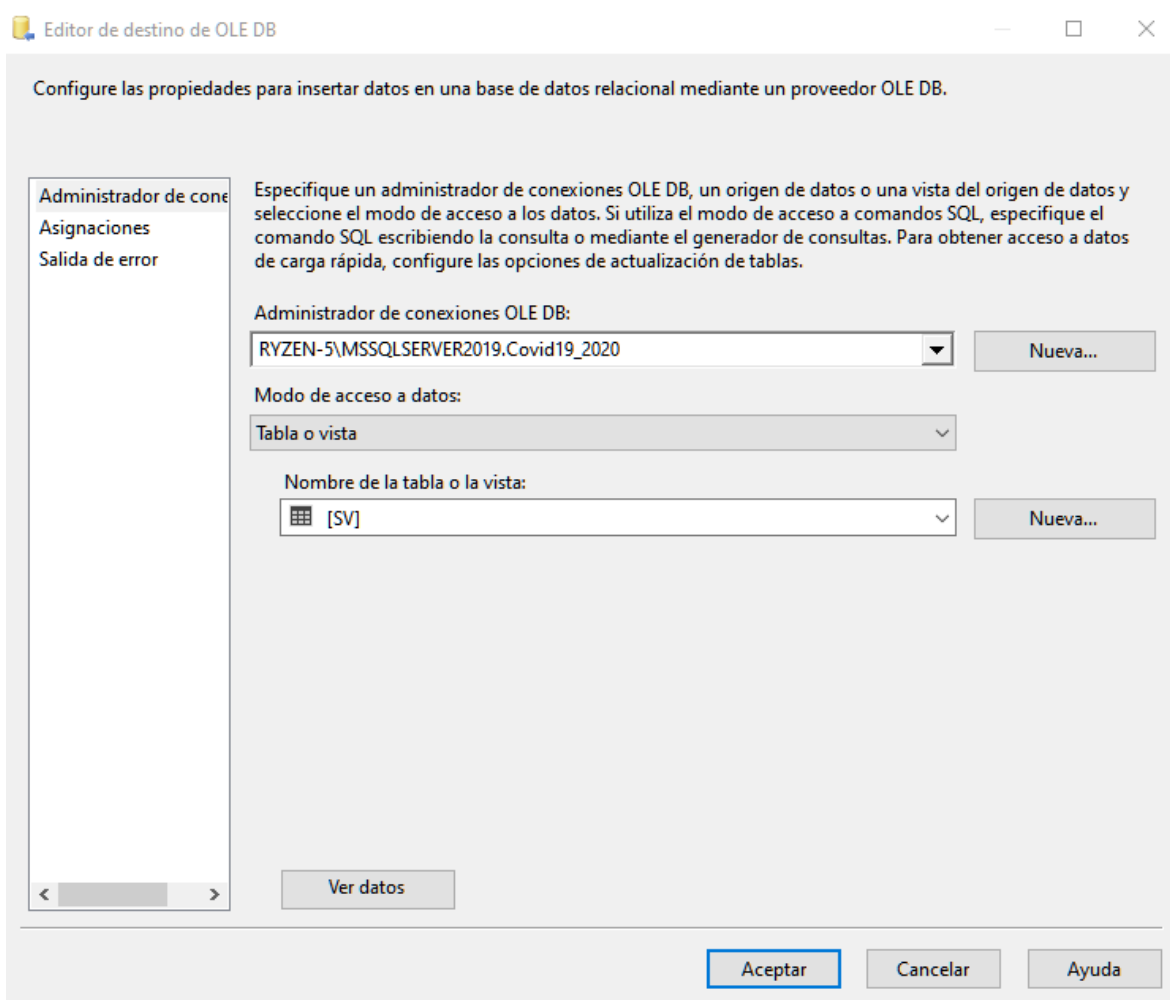 Editor de destino de OLE DB
Configure las propiedades para insertar datos en una base de datos relacional mediante un proveedor OLE DB.
Administrador de cone
Asignaciones
Salida de error
Especifique un administrador de conexiones OLE DB, un origen de datos o una vista del origen de datos y
seleccione el modo de acceso a los datos. Si utiliza el modo de acceso a comandos SQL, especifique el
comando SQL escribiendo la consulta o mediante el generador de consultas. Para obtener acceso a datos
de carga rápida, configure las opciones de actualización de tablas.
Administrador de conexiones OLE DB:
RYZEN-5\MSSQLSERVER2019.Covid19_2020
Nueva...
Modo de acceso a datos:
Tabla o vista
Nombre de la tabla o la vista:
[SV]
Nueva...
Ver datos
Aceptar
Cancelar
Ayuda